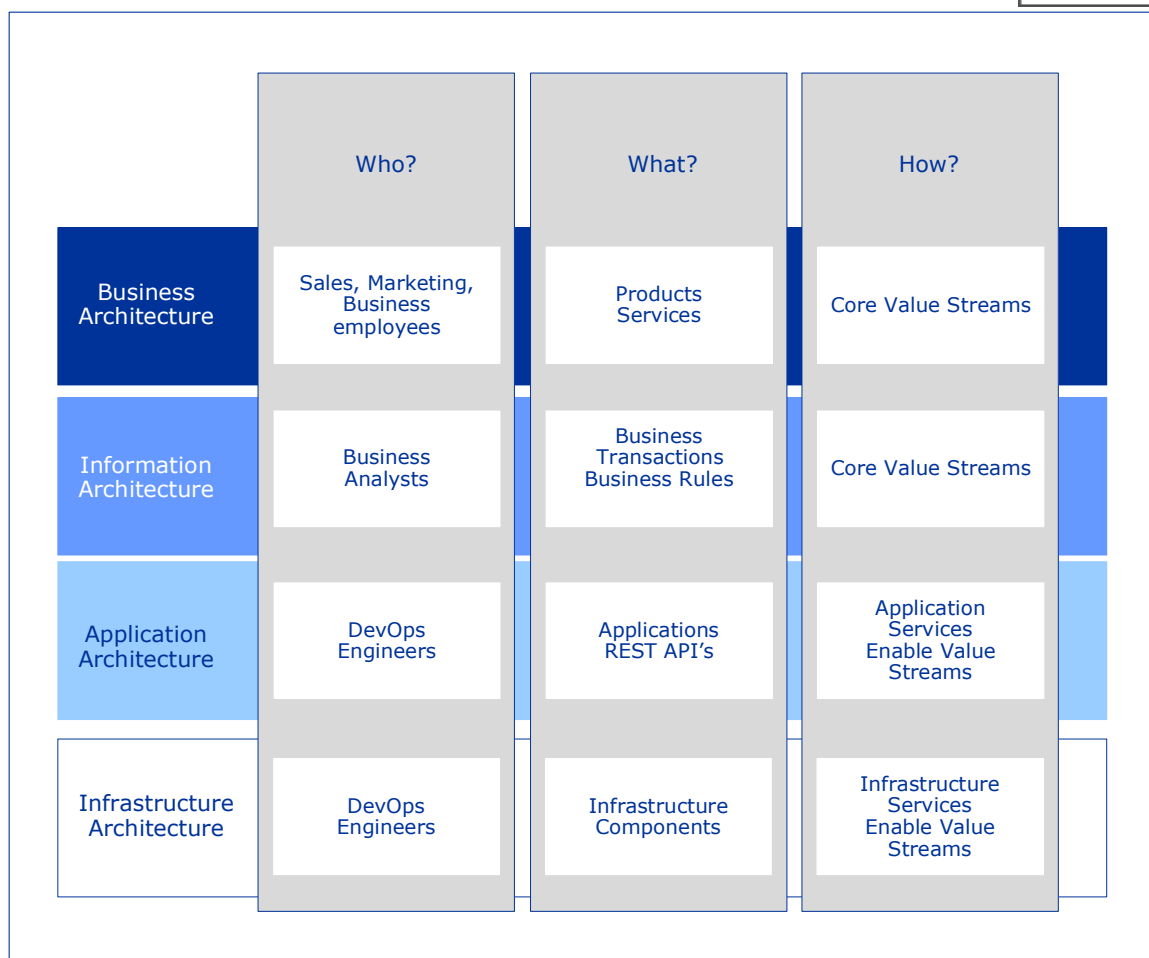 Who?
What?
How?
Business
Architecture
Sales, Marketing,
Business
employees
Products
Services
Core Value Streams
Information
Architecture
Business
Analysts
Business
Transactions
Business Rules
Core Value Streams
Application
Architecture
DevOps
Engineers
Applications
REST API’s
Application
Services
Enable Value
Streams
Infrastructure
Architecture
DevOps
Engineers
Infrastructure
Components
Infrastructure
Services
Enable Value
Streams